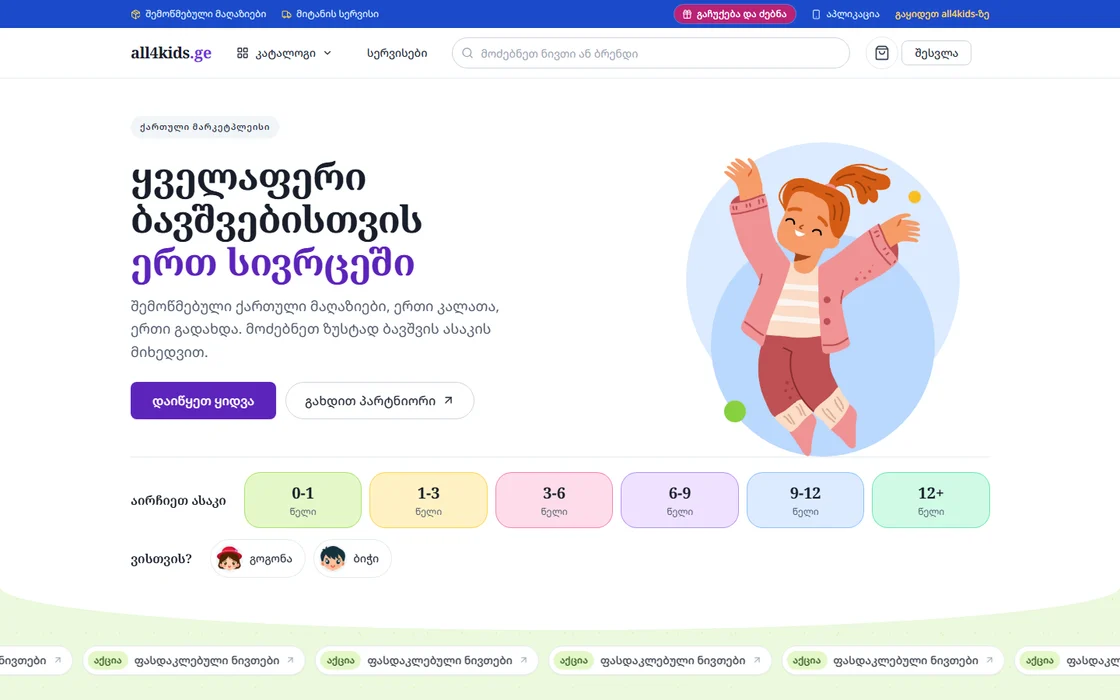 შემოწმებული მაღაზიები
მიტანის სერვისი
გაჩუქება და ძებნა
აპლიკაცია
გაყიდეთ all4kids-ზე
all4kids.ge
კატალოგი
სერვისები
მოძებნეთ ნივთი ან ბრენდი
შესვლა
ქართული მარკეტპლეისი
ყველაფერი
ბავშვებისთვის
ერთ სივრცეში
შემოწმებული ქართული მაღაზიები, ერთი კალათა,
ერთი გადახდა. მოძებნეთ ზუსტად ბავშვის ასაკის
მიხედვით.
დაიწყეთ ყიდვა
გახდით პარტნიორი
აირჩიეთ ასაკი
0-1
წელი
1-3
წელი
3-6
წელი
6-9
წელი
9-12
წელი
12+
წელი
ვისთვის?
გოგონა
ბიჭი
ნივთები
აქცია ფასდაკლებული ნივთები
აქცია ფასდაკლებული ნივთები
აქცია ფასდაკლებული ნივთები
აქცია ფასდაკლებული ნივთები
აქცია